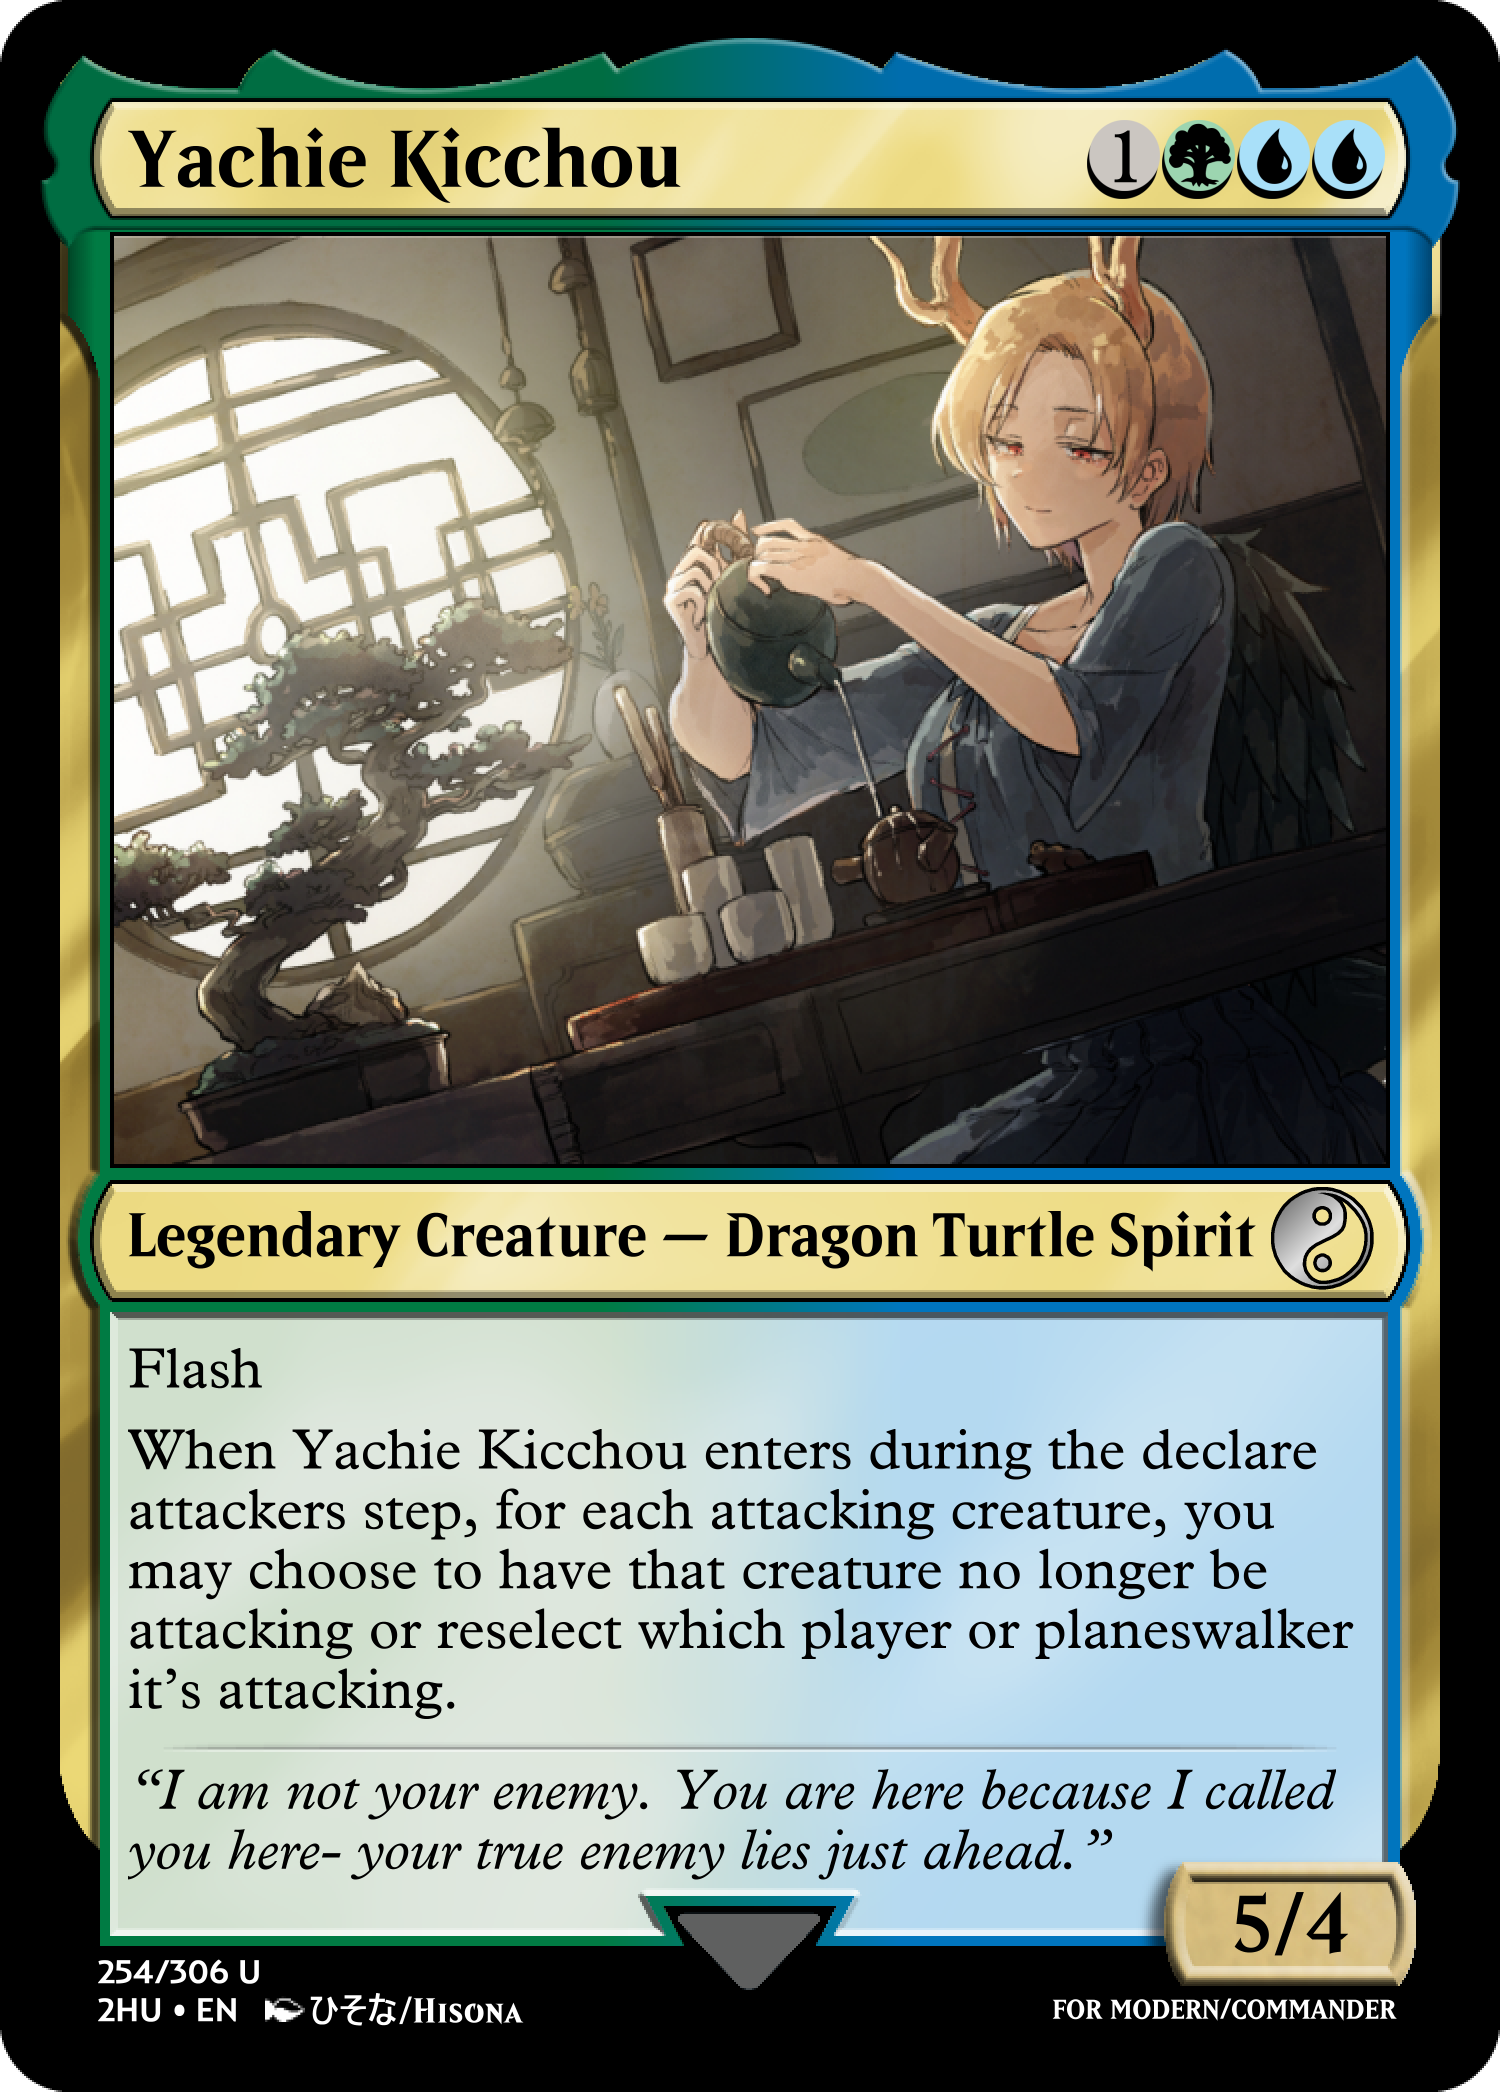 Yachie Kicchou
1
Legendary Creature — Dragon Turtle Spirit
Flash
When Yachie Kicchou enters during the declare
attackers step, for each attacking creature, you
may choose to have that creature no longer be
attacking or reselect which player or planeswalker
it’s attacking.
“I am not your enemy. You are here because I called
you here- your true enemy lies just ahead.”
5/4
254/306 U
2HU • EN ひそな/Hisona
FOR MODERN/COMMANDER